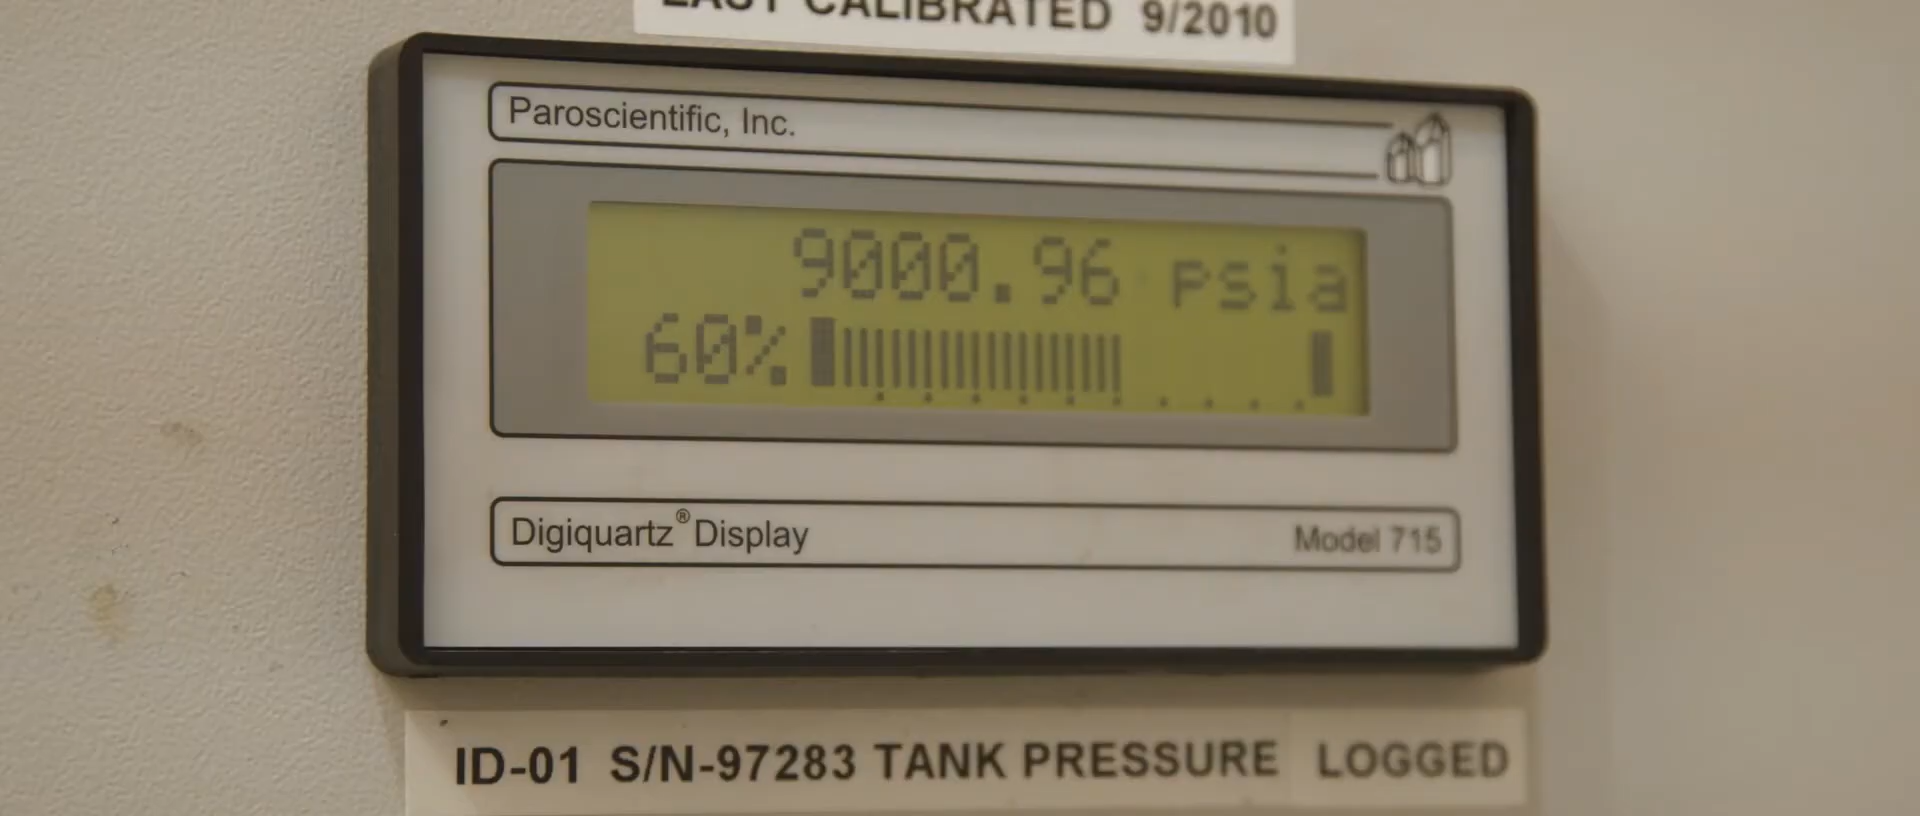 LAST CALIBRATED 9/2010
Paroscientific, Inc.
9000.96 psia
60%
Digiquartz® Display Model 715
ID-01 S/N-97283 TANK PRESSURE LOGGED